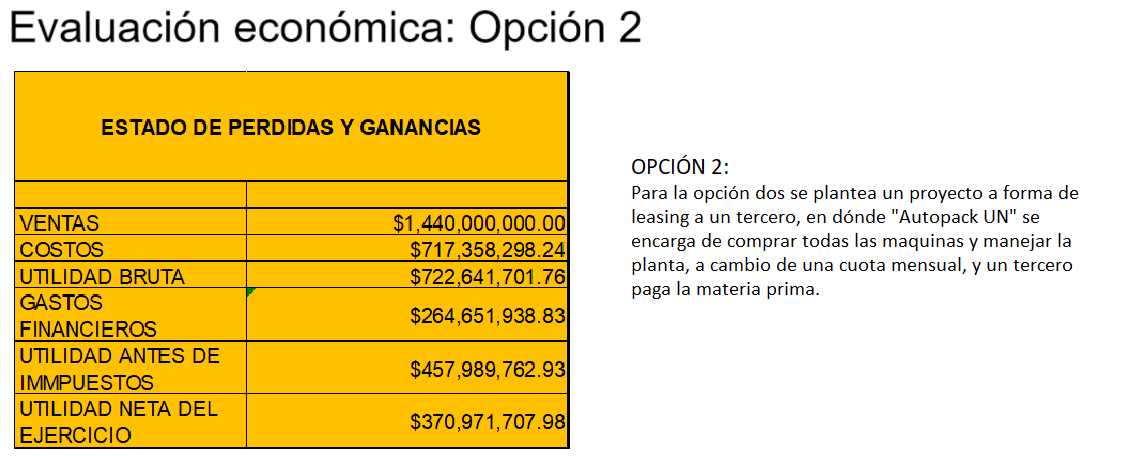 Evaluación económica: Opción 2
ESTADO DE PERDIDAS Y GANANCIAS
VENTAS $1,440,000,000.00
COSTOS $717,358,298.24
UTILIDAD BRUTA $722,641,701.76
GASTOS
FINANCIEROS $264,651,938.83
UTILIDAD ANTES DE
IMMPUESTOS $457,989,762.93
UTILIDAD NETA DEL
EJERCICIO $370,971,707.98
OPCIÓN 2:
Para la opción dos se plantea un proyecto a forma de
leasing a un tercero, en dónde "Autopack UN" se
encarga de comprar todas las maquinas y manejar la
planta, a cambio de una cuota mensual, y un tercero
paga la materia prima.